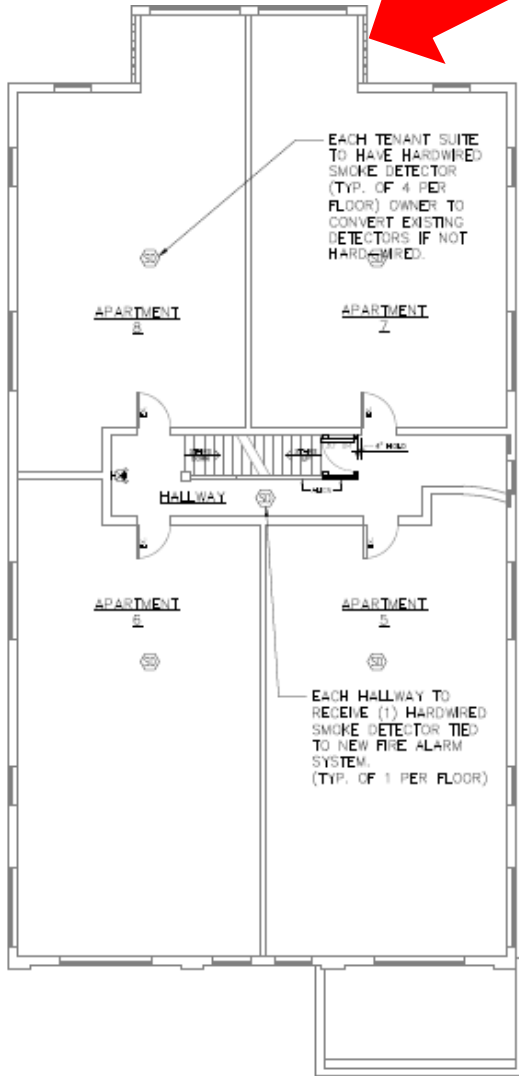 EACH TENANT SUITE
TO HAVE HARDWIRED
SMOKE DETECTOR
(TYP. OF 4 PER
FLOOR) OWNER TO
CONVERT EXISTING
DETECTORS IF NOT
HARD-WIRED.
SD
SD
APARTMENT
8
APARTMENT
7
HOLD
HALLWAY
SD
APARTMENT
6
APARTMENT
5
SD
SD
EACH HALLWAY TO
RECEIVE (1) HARDWIRED
SMOKE DETECTOR TIED
TO NEW FIRE ALARM
SYSTEM.
(TYP. OF 1 PER FLOOR)